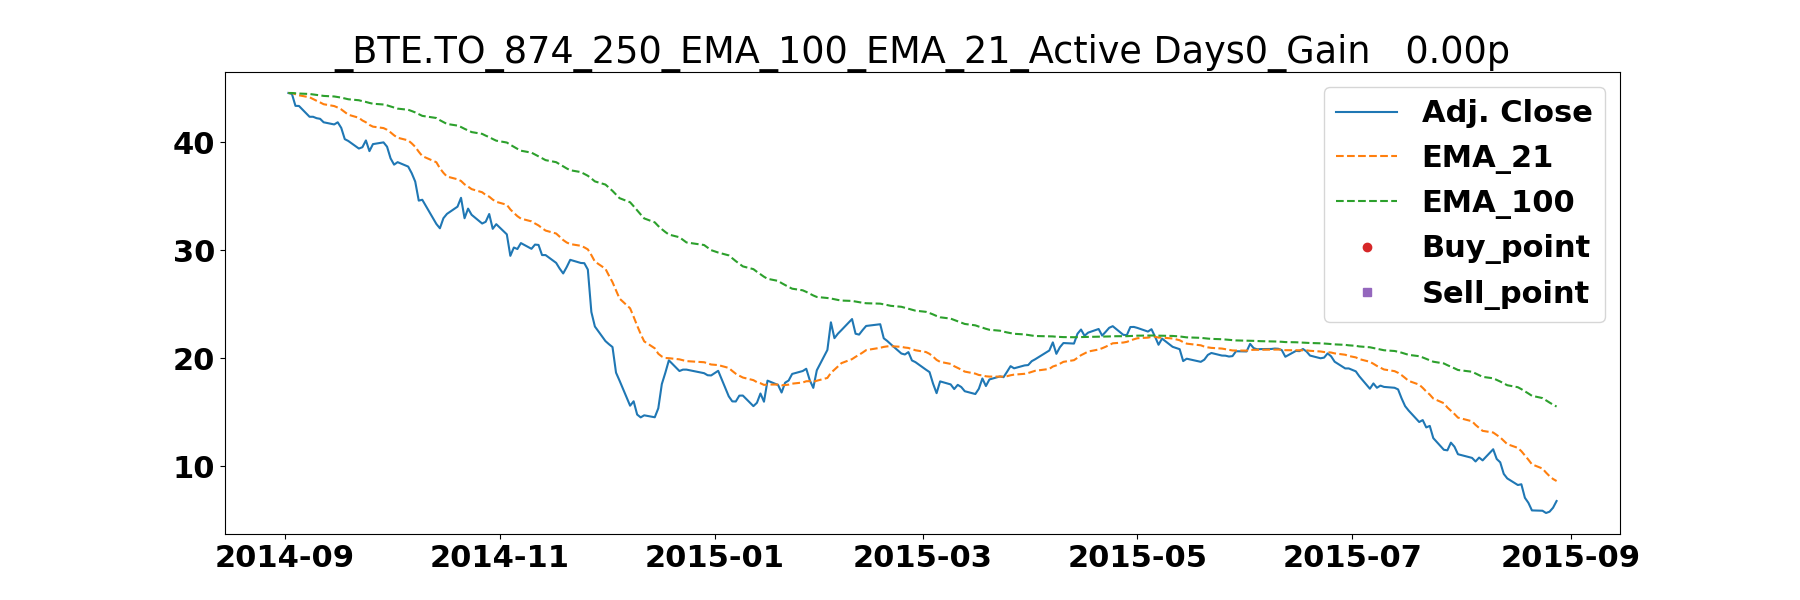 _BTE.TO_874_250_EMA_100_EMA_21_Active Days0_Gain   0.00p
Adj. Close
EMA_21
EMA_100
Buy_point
Sell_point
40
30
20
10
2014-09 2014-11 2015-01 2015-03 2015-05 2015-07 2015-09